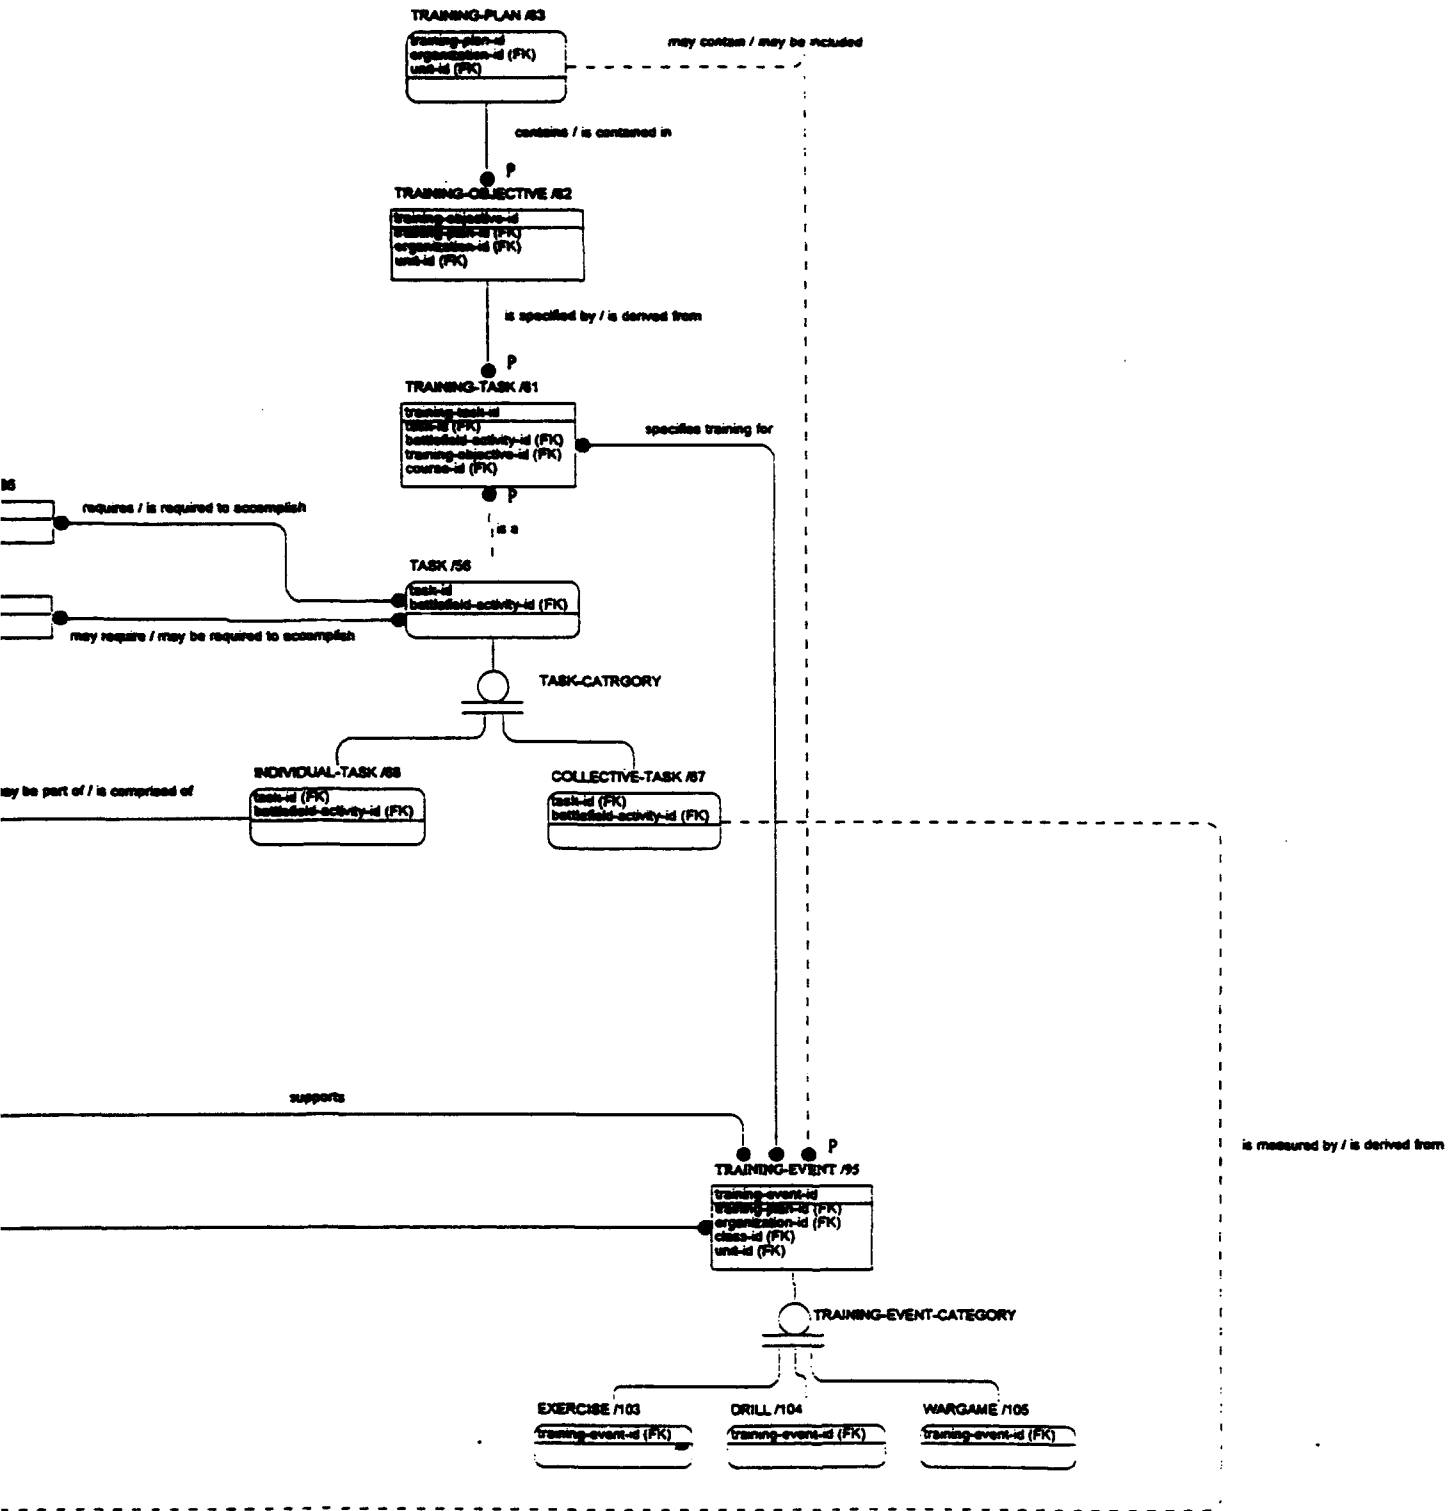 TRAINING-PLAN /83
training-plan-id
organization-id (FK)
unit-id (FK)
may contain / may be included
contains / is contained in
P
TRAINING-OBJECTIVE /82
training-objective-id
training-plan-id (FK)
organization-id (FK)
unit-id (FK)
is specified by / is derived from
P
TRAINING-TASK /81
training-task-id
task-id (FK)
battlefield-activity-id (FK)
training-objective-id (FK)
course-id (FK)
specifies training for
P
is a
requires / is required to accomplish
TASK /56
task-id
battlefield-activity-id (FK)
may require / may be required to accomplish
TASK-CATRGORY
INDIVIDUAL-TASK /68
task-id (FK)
battlefield-activity-id (FK)
COLLECTIVE-TASK /67
task-id (FK)
battlefield-activity-id (FK)
ay be part of / is comprised of
supports
is measured by / is derived from
P
TRAINING-EVENT /95
training-event-id
training-plan-id (FK)
organization-id (FK)
class-id (FK)
unit-id (FK)
TRAINING-EVENT-CATEGORY
EXERCISE /103
training-event-id (FK)
DRILL /104
training-event-id (FK)
WARGAME /105
training-event-id (FK)